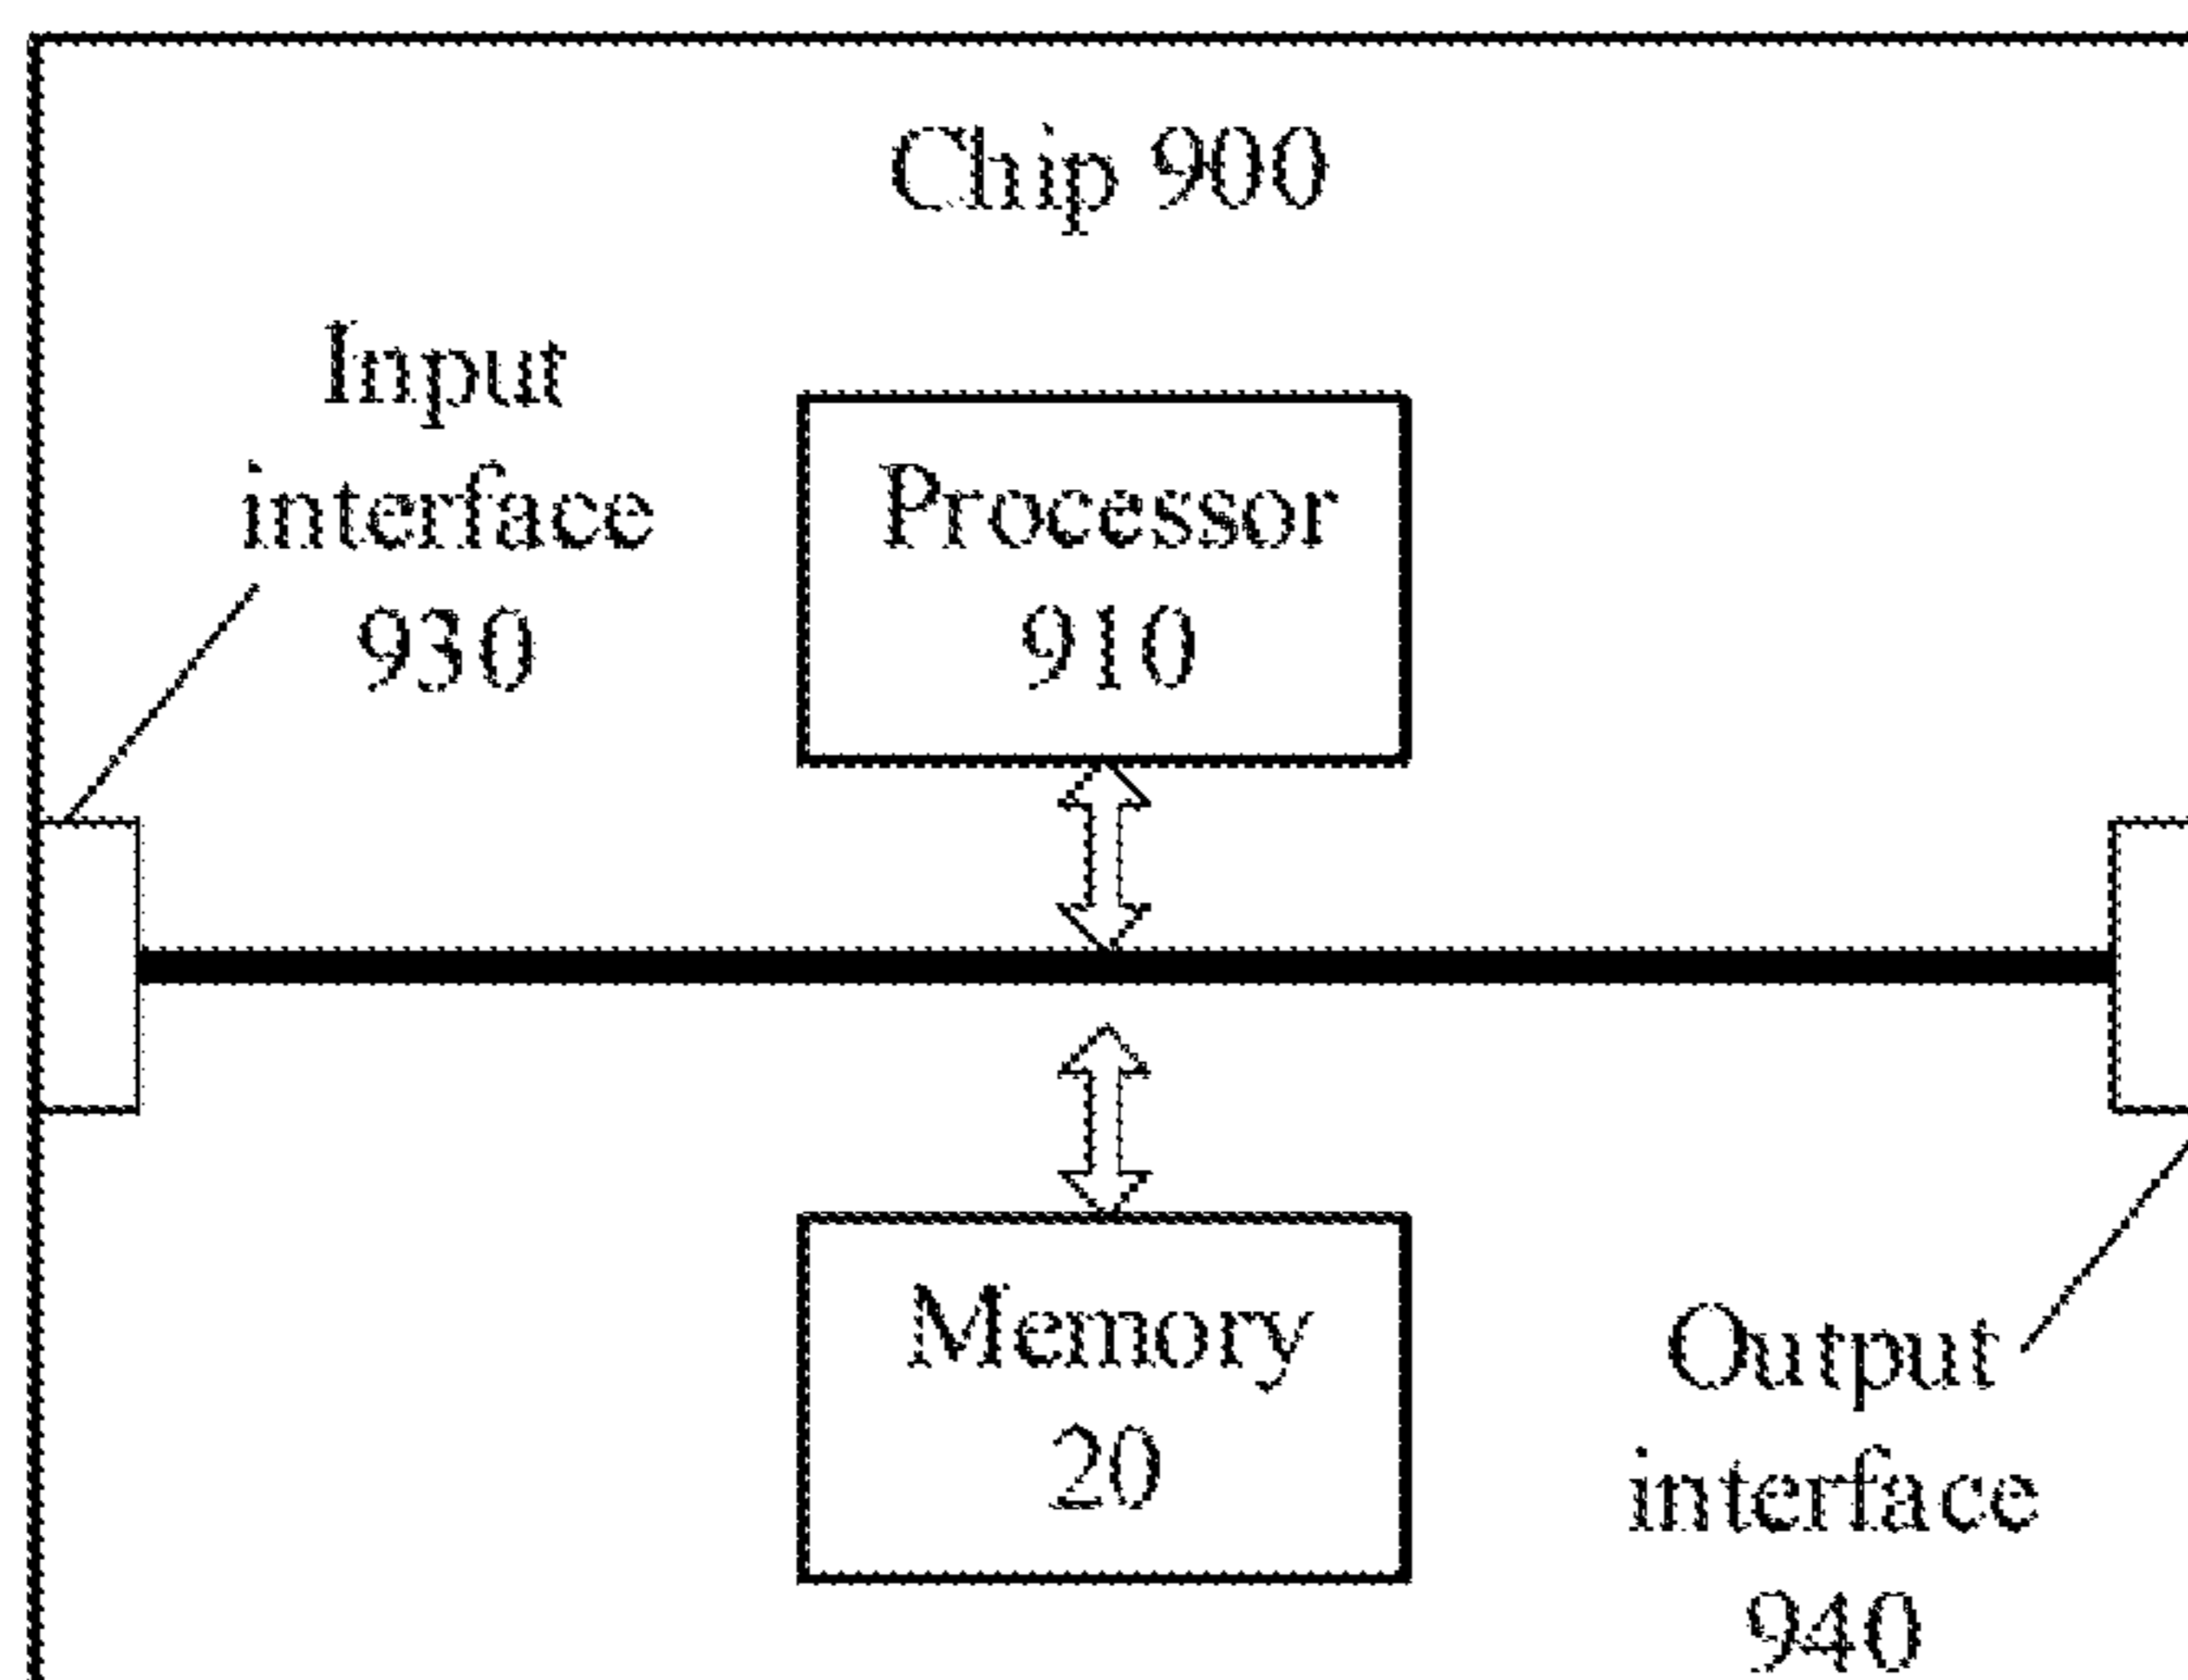 Chip 900
Input
interface
930
Processor
910
Memory
20
Output
interface
940